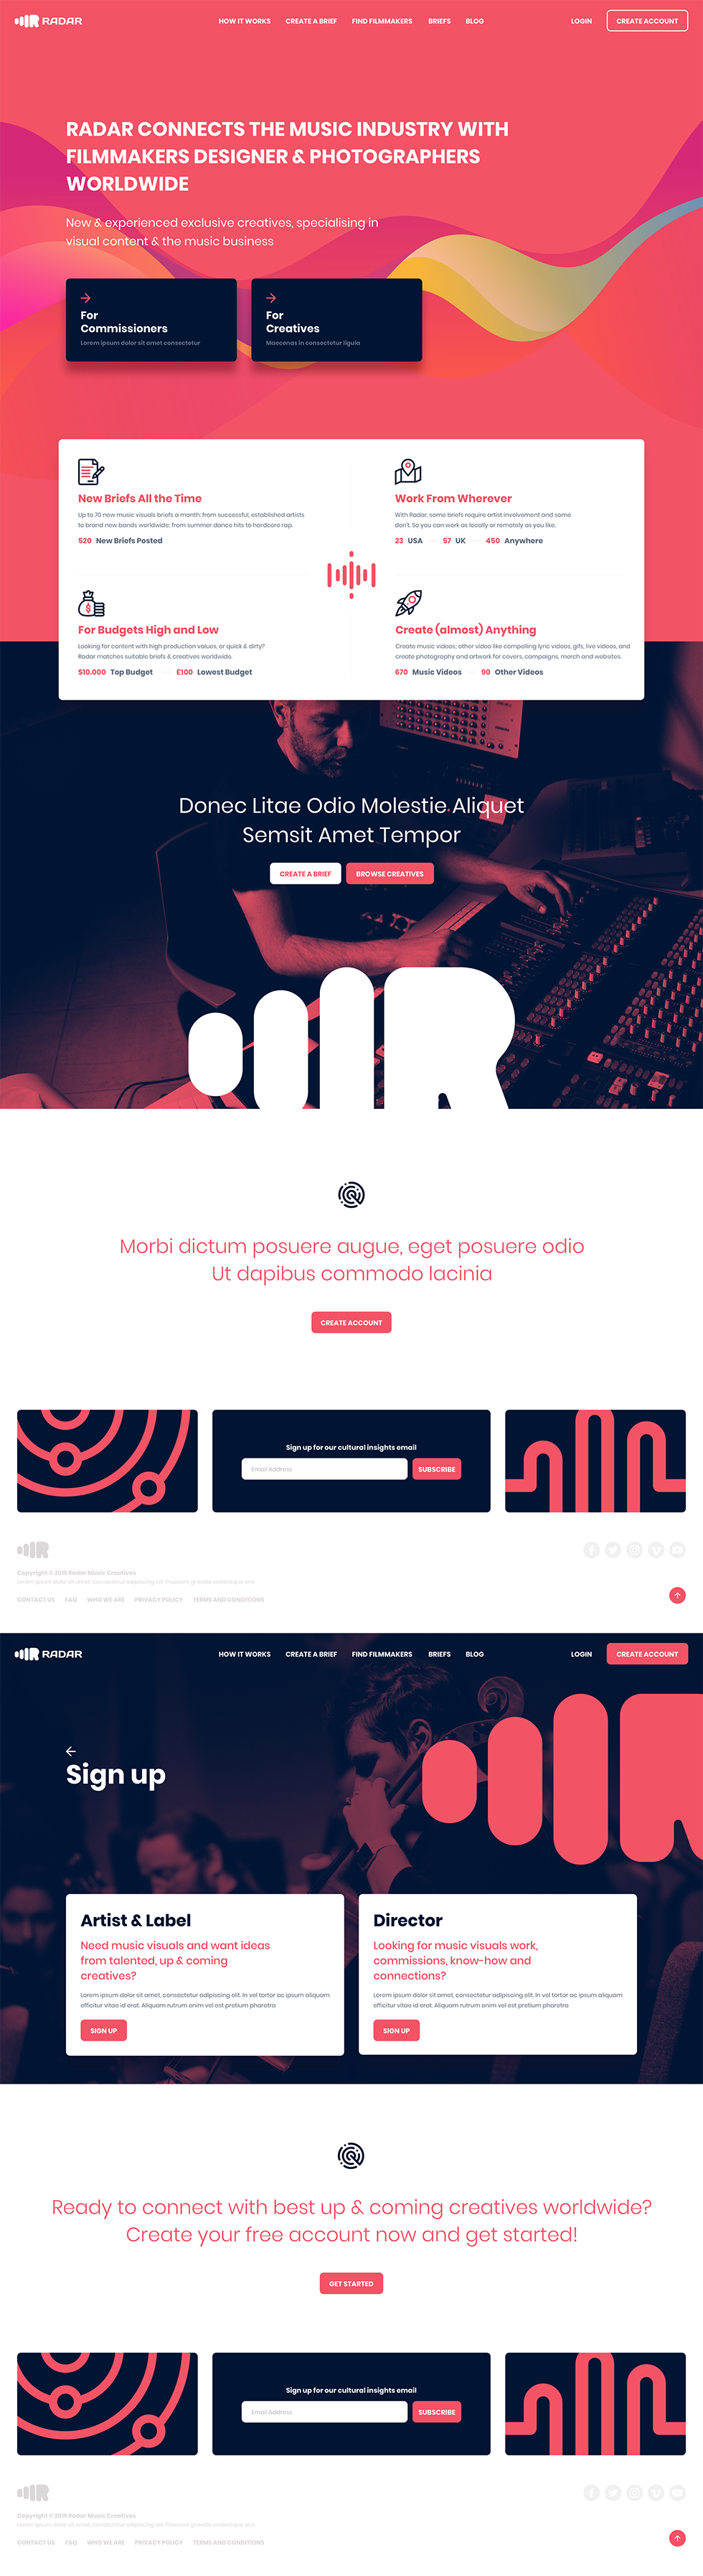 RADAR
HOW IT WORKS CREATE A BRIEF FIND FILMMAKERS BRIEFS BLOG LOGIN CREATE ACCOUNT
RADAR CONNECTS THE MUSIC INDUSTRY WITH
FILMMAKERS DESIGNER & PHOTOGRAPHERS
WORLDWIDE
New & experienced exclusive creatives, specialising in
visual content & the music business
For
Commissioners
Lorem ipsum dolor sit amet consectetur
For
Creatives
Maecenas in consectetur ligula
New Briefs All the Time
Up to 70 new music visuals briefs a month; from successful, established artists
to brand new bands worldwide; from summer dance hits to hardcore rap.
520 New Briefs Posted
Work From Wherever
With Radar, some briefs require artist involvement and some
don't. So you can work as locally or remotely as you like.
23 USA 57 UK 450 Anywhere
For Budgets High and Low
Looking for content with high production values, or quick & dirty?
Radar matches suitable briefs & creatives worldwide.
$10.000 Top Budget £100 Lowest Budget
Create (almost) Anything
Create music videos; other video like compelling lyric videos, gifs, live videos, and
create photography and artwork for covers, campaigns, merch and websites.
670 Music Videos 90 Other Videos
Donec Litae Odio Molestie Aliquet
Semsit Amet Tempor
CREATE A BRIEF BROWSE CREATIVES
R
Morbi dictum posuere augue, eget posuere odio
Ut dapibus commodo lacinia
CREATE ACCOUNT
Sign up for our cultural insights email
Email Address SUBSCRIBE
Copyright © 2019 Radar Music Creatives
Lorem ipsum dolor sit amet, consectetur adipiscing elit. Praesent gravida scelerisque orci
CONTACT US FAQ WHO WE ARE PRIVACY POLICY TERMS AND CONDITIONS
RADAR
HOW IT WORKS CREATE A BRIEF FIND FILMMAKERS BRIEFS BLOG LOGIN CREATE ACCOUNT
Sign up
Artist & Label
Need music visuals and want ideas
from talented, up & coming
creatives?
Lorem ipsum dolor sit amet, consectetur adipiscing elit. In vel tortor ac ipsum aliquam
efficitur vitae id erat. Aliquam rutrum enim vel est pretium pharetra
SIGN UP
Director
Looking for music visuals work,
commissions, know-how and
connections?
Lorem ipsum dolor sit amet, consectetur adipiscing elit. In vel tortor ac ipsum aliquam
efficitur vitae id erat. Aliquam rutrum enim vel est pretium pharetra
SIGN UP
Ready to connect with best up & coming creatives worldwide?
Create your free account now and get started!
GET STARTED
Sign up for our cultural insights email
Email Address SUBSCRIBE
Copyright © 2019 Radar Music Creatives
Lorem ipsum dolor sit amet, consectetur adipiscing elit. Praesent gravida scelerisque orci
CONTACT US FAQ WHO WE ARE PRIVACY POLICY TERMS AND CONDITIONS